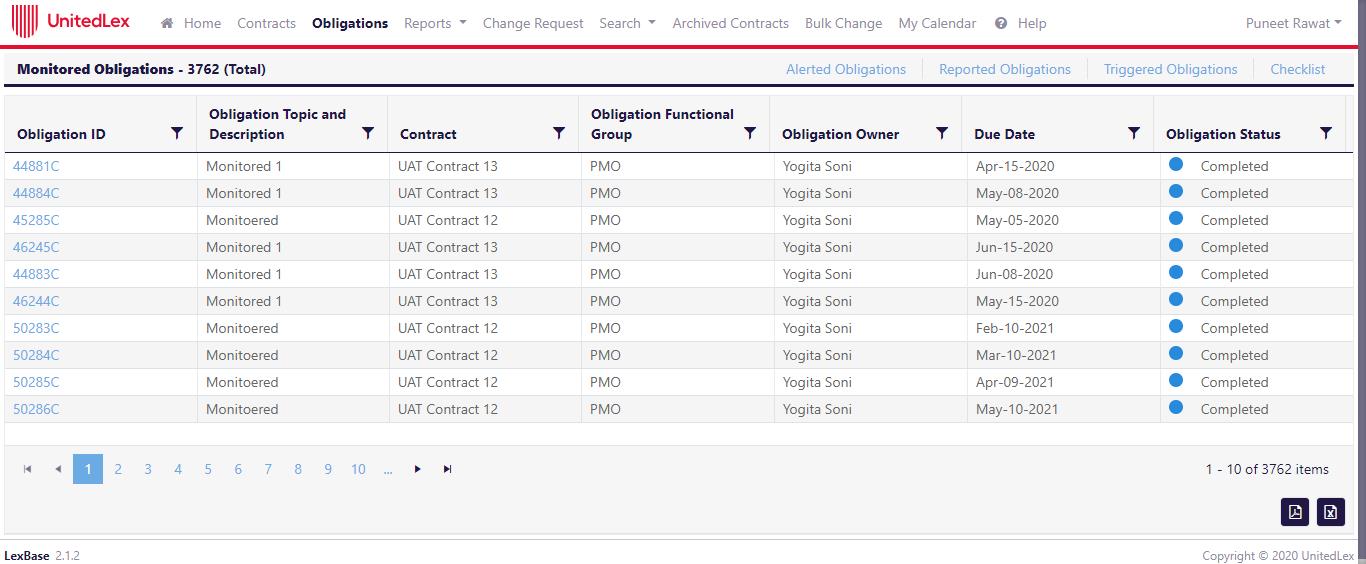 UnitedLex Home Contracts Obligations Reports Change Request Search Archived Contracts Bulk Change My Calendar Help Puneet Rawat
Monitored Obligations - 3762 (Total) Alerted Obligations Reported Obligations Triggered Obligations Checklist
Obligation ID Obligation Topic and Description Contract Obligation Functional Group Obligation Owner Due Date Obligation Status
44881C Monitored 1 UAT Contract 13 PMO Yogita Soni Apr-15-2020 Completed
44884C Monitored 1 UAT Contract 13 PMO Yogita Soni May-08-2020 Completed
45285C Monitoered UAT Contract 12 PMO Yogita Soni May-05-2020 Completed
46245C Monitored 1 UAT Contract 13 PMO Yogita Soni Jun-15-2020 Completed
44883C Monitored 1 UAT Contract 13 PMO Yogita Soni Jun-08-2020 Completed
46244C Monitored 1 UAT Contract 13 PMO Yogita Soni May-15-2020 Completed
50283C Monitoered UAT Contract 12 PMO Yogita Soni Feb-10-2021 Completed
50284C Monitoered UAT Contract 12 PMO Yogita Soni Mar-10-2021 Completed
50285C Monitoered UAT Contract 12 PMO Yogita Soni Apr-09-2021 Completed
50286C Monitoered UAT Contract 12 PMO Yogita Soni May-10-2021 Completed
1 2 3 4 5 6 7 8 9 10 ... 1 - 10 of 3762 items
LexBase 2.1.2 Copyright © 2020 UnitedLex